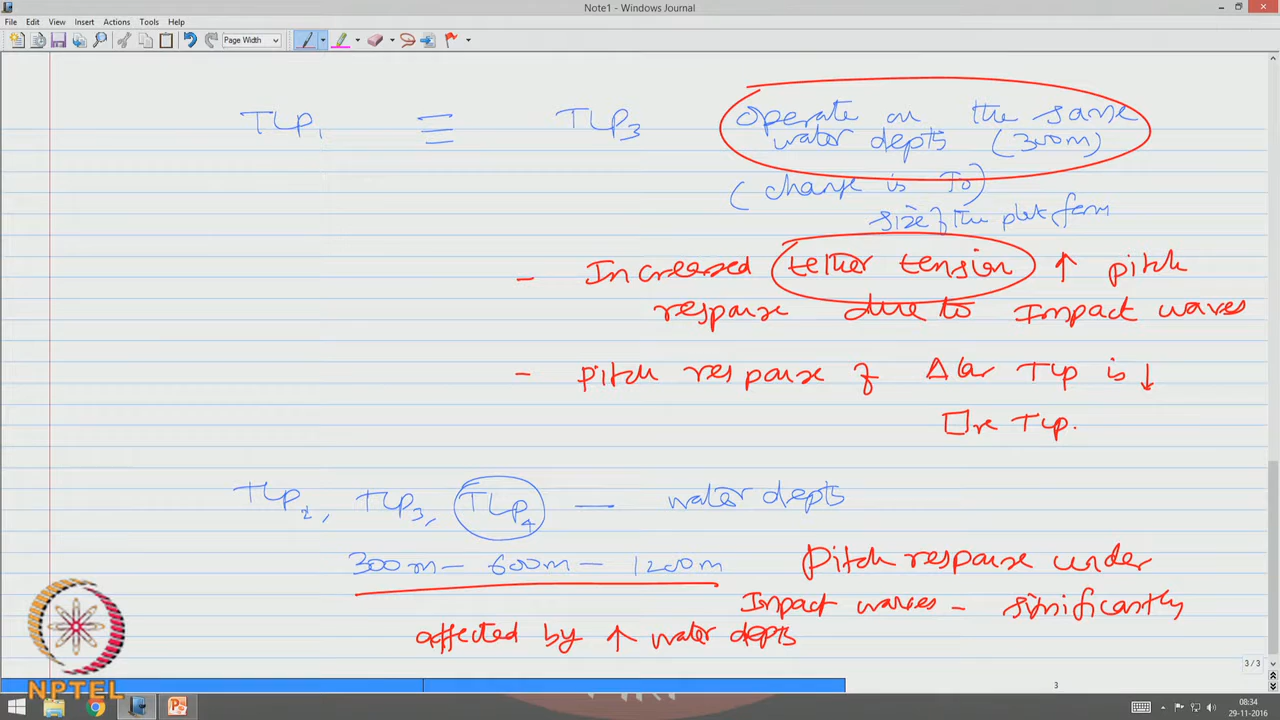 Note1 - Windows Journal
File Edit View Insert Actions Tools Help
Page Width
TLP1 ≡ TLP3 operate on the same
water depts (300m)
(change is To)
size of the platform
- Increased tether tension ↑ pitch
response due to Impact waves
- Pitch response of Δlar TLP is ↓
□re TLP.
TLP2, TLP3, TLP4 — water depts
300m - 600m - 1200m
Pitch response under
Impact waves - significantly
affected by ↑ water depts
3/3
NPTEL
3
08:34
29-11-2016